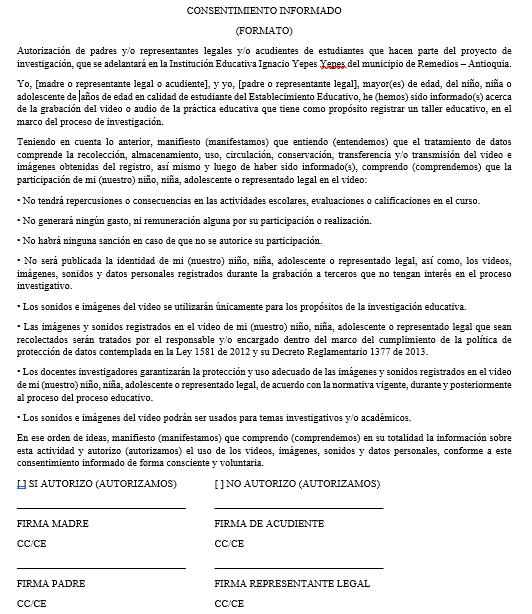 CONSENTIMIENTO INFORMADO
(FORMATO)
Autorización de padres y/o representantes legales y/o acudientes de estudiantes que hacen parte del proyecto de
investigación, que se adelantará en la Institución Educativa Ignacio Yepes Yepes del municipio de Remedios – Antioquia.
Yo, [madre o representante legal o acudiente], y yo, [padre o representante legal], mayor(es) de edad, del niño, niña o
adolescente de años de edad en calidad de estudiante del Establecimiento Educativo, he (hemos) sido informado(s) acerca
de la grabación del video o audio de la práctica educativa que tiene como propósito registrar un taller educativo, en el
marco del proceso de investigación.
Teniendo en cuenta lo anterior, manifiesto (manifestamos) que entiendo (entendemos) que el tratamiento de datos
comprende la recolección, almacenamiento, uso, circulación, conservación, transferencia y/o transmisión del video e
imágenes obtenidas del registro, así mismo y luego de haber sido informado(s), comprendo (comprendemos) que la
participación de mi (nuestro) niño, niña, adolescente o representado legal en el video:
• No tendrá repercusiones o consecuencias en las actividades escolares, evaluaciones o calificaciones en el curso.
• No generará ningún gasto, ni remuneración alguna por su participación o realización.
• No habrá ninguna sanción en caso de que no se autorice su participación.
• No será publicada la identidad de mi (nuestro) niño, niña, adolescente o representado legal, así como, los videos,
imágenes, sonidos y datos personales registrados durante la grabación a terceros que no tengan interés en el proceso
investigativo.
• Los sonidos e imágenes del video se utilizarán únicamente para los propósitos de la investigación educativa.
• Las imágenes y sonidos registrados en el video de mi (nuestro) niño, niña, adolescente o representado legal que sean
recolectados serán tratados por el responsable y/o encargado dentro del marco del cumplimiento de la política de
protección de datos contemplada en la Ley 1581 de 2012 y su Decreto Reglamentario 1377 de 2013.
• Los docentes investigadores garantizarán la protección y uso adecuado de las imágenes y sonidos registrados en el video
de mi (nuestro) niño, niña, adolescente o representado legal, de acuerdo con la normativa vigente, durante y posteriormente
al proceso del proceso educativo.
• Los sonidos e imágenes del video podrán ser usados para temas investigativos y/o académicos.
En ese orden de ideas, manifiesto (manifestamos) que comprendo (comprendemos) en su totalidad la información sobre
esta actividad y autorizo (autorizamos) el uso de los videos, imágenes, sonidos y datos personales, conforme a este
consentimiento informado de forma consciente y voluntaria.
[ ] SI AUTORIZO (AUTORIZAMOS) [ ] NO AUTORIZO (AUTORIZAMOS)
FIRMA MADRE FIRMA DE ACUDIENTE
CC/CE CC/CE
FIRMA PADRE FIRMA REPRESENTANTE LEGAL
CC/CE CC/CE